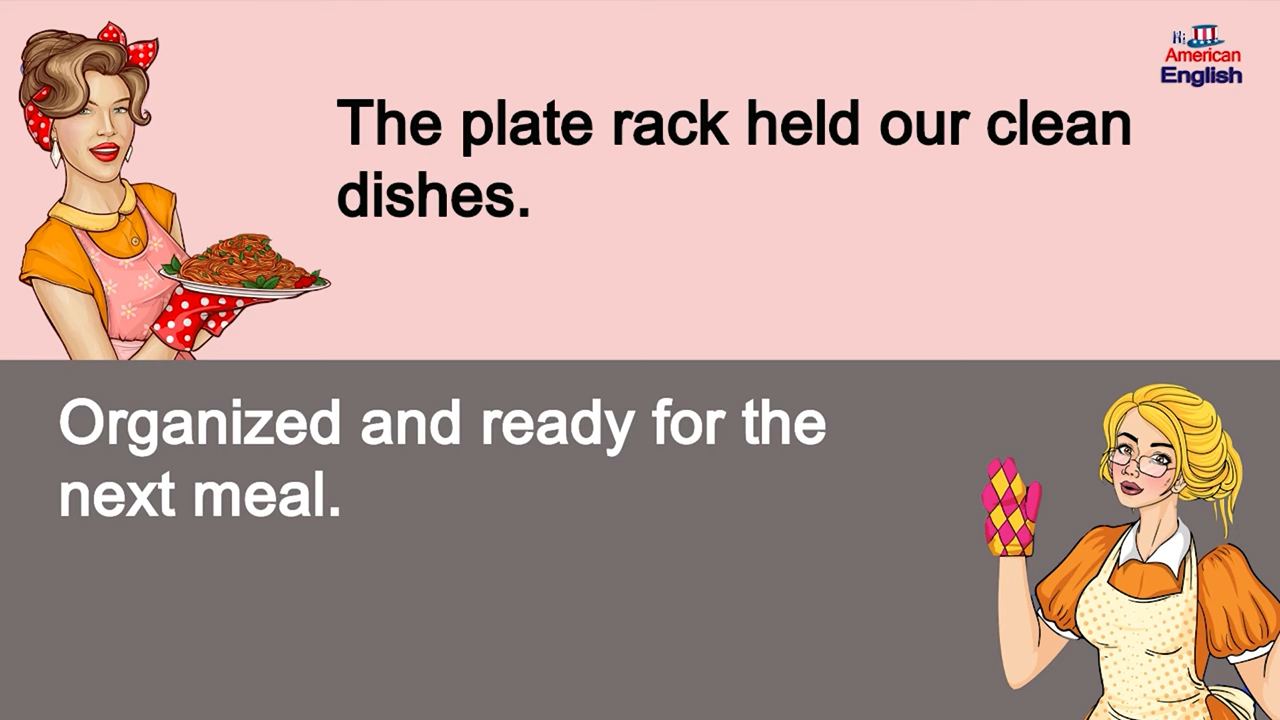 Hi
American
English
The plate rack held our clean
dishes.
Organized and ready for the
next meal.